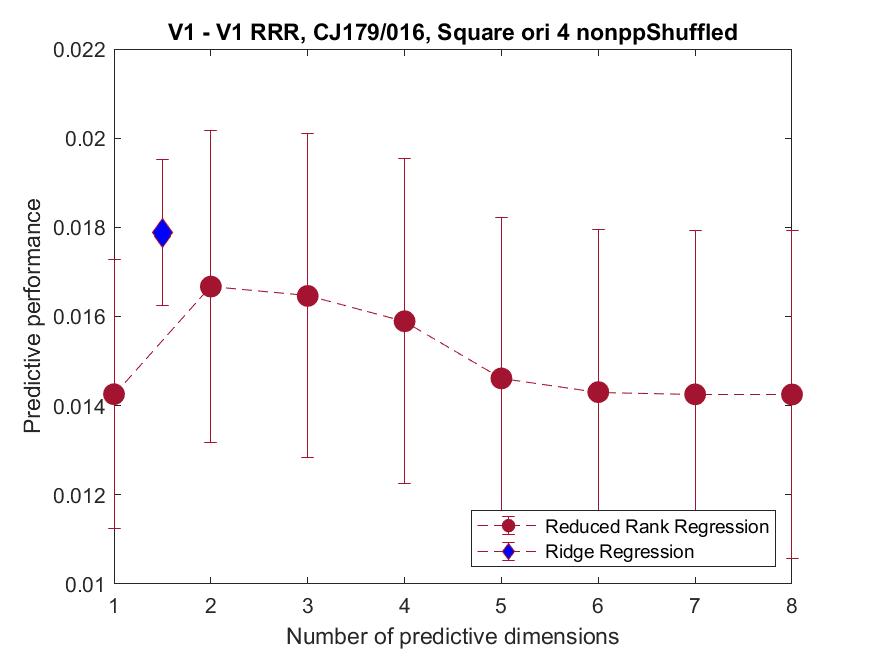 V1 - V1 RRR, CJ179/016, Square ori 4 nonppShuffled
0.022
0.02
0.018
0.016
0.014
0.012
0.01
Predictive performance
Reduced Rank Regression
Ridge Regression
1 2 3 4 5 6 7 8
Number of predictive dimensions